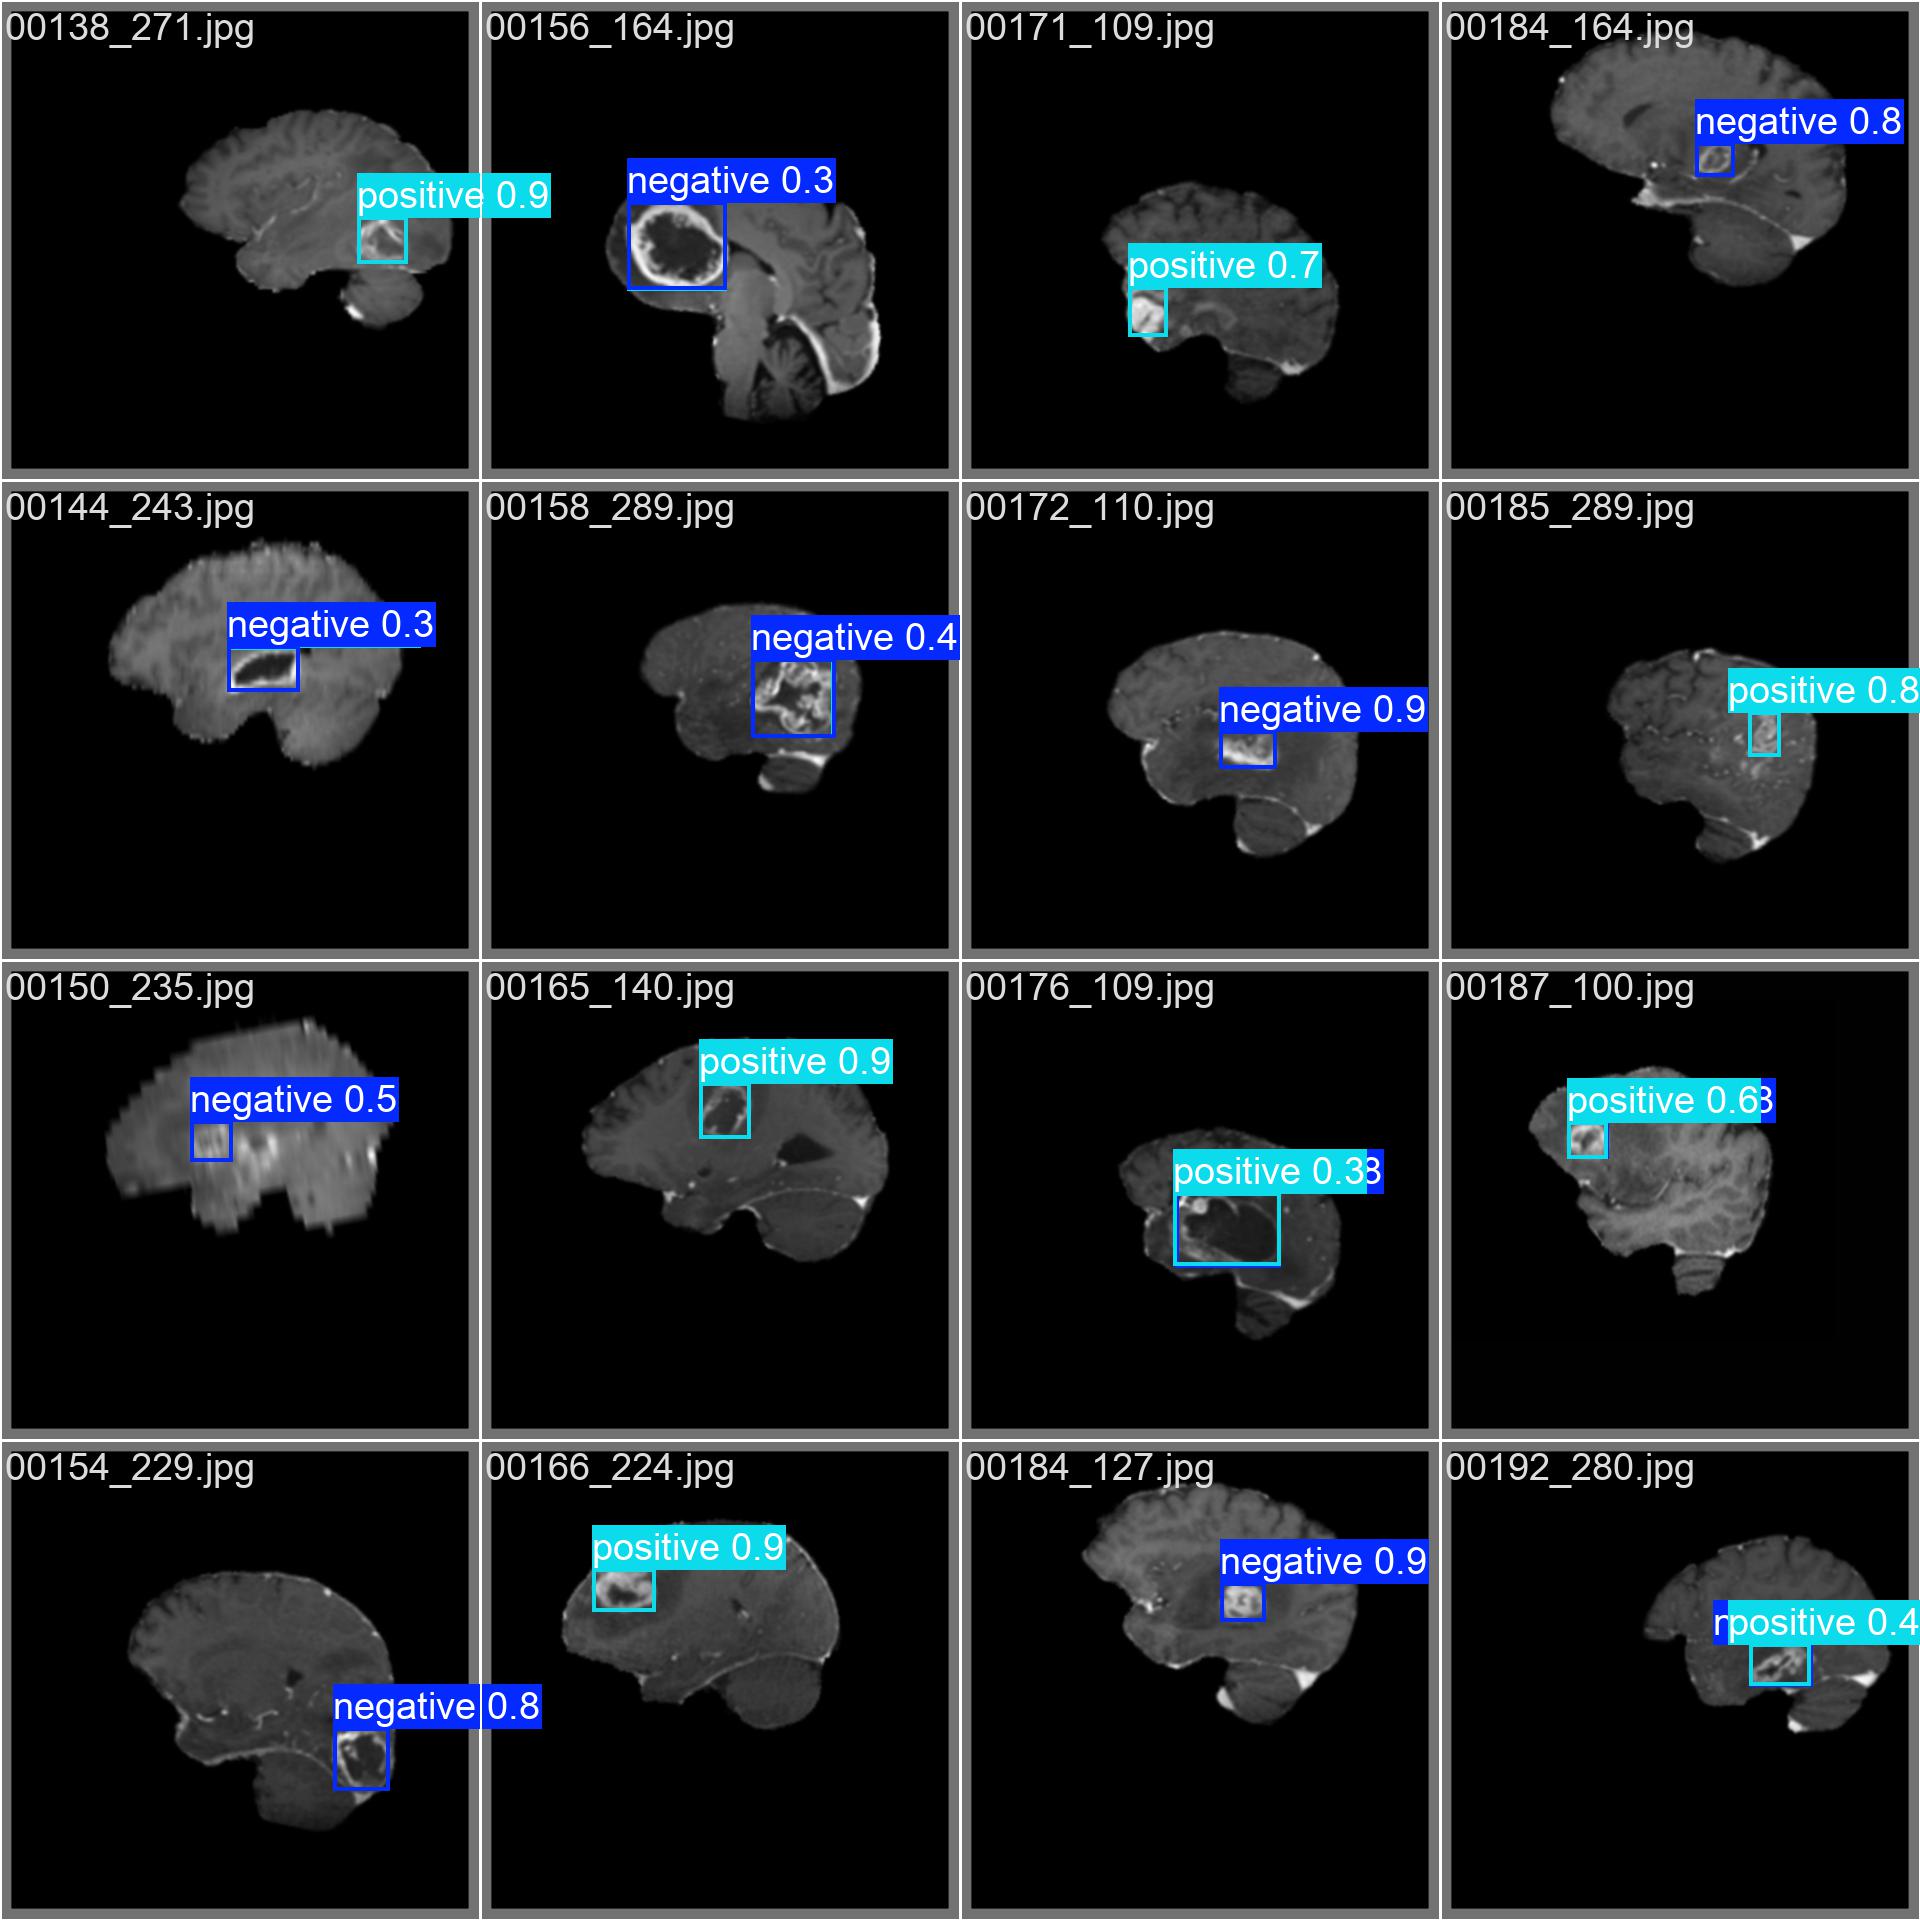 00138_271.jpg
positive 0.9
00156_164.jpg
negative 0.3
00171_109.jpg
positive 0.7
00184_164.jpg
negative 0.8
00144_243.jpg
negative 0.3
00158_289.jpg
negative 0.4
00172_110.jpg
negative 0.9
00185_289.jpg
positive 0.8
00150_235.jpg
negative 0.5
00165_140.jpg
positive 0.9
00176_109.jpg
positive 0.3
00187_100.jpg
positive 0.6
00154_229.jpg
negative 0.8
00166_224.jpg
positive 0.9
00184_127.jpg
negative 0.9
00192_280.jpg
positive 0.4